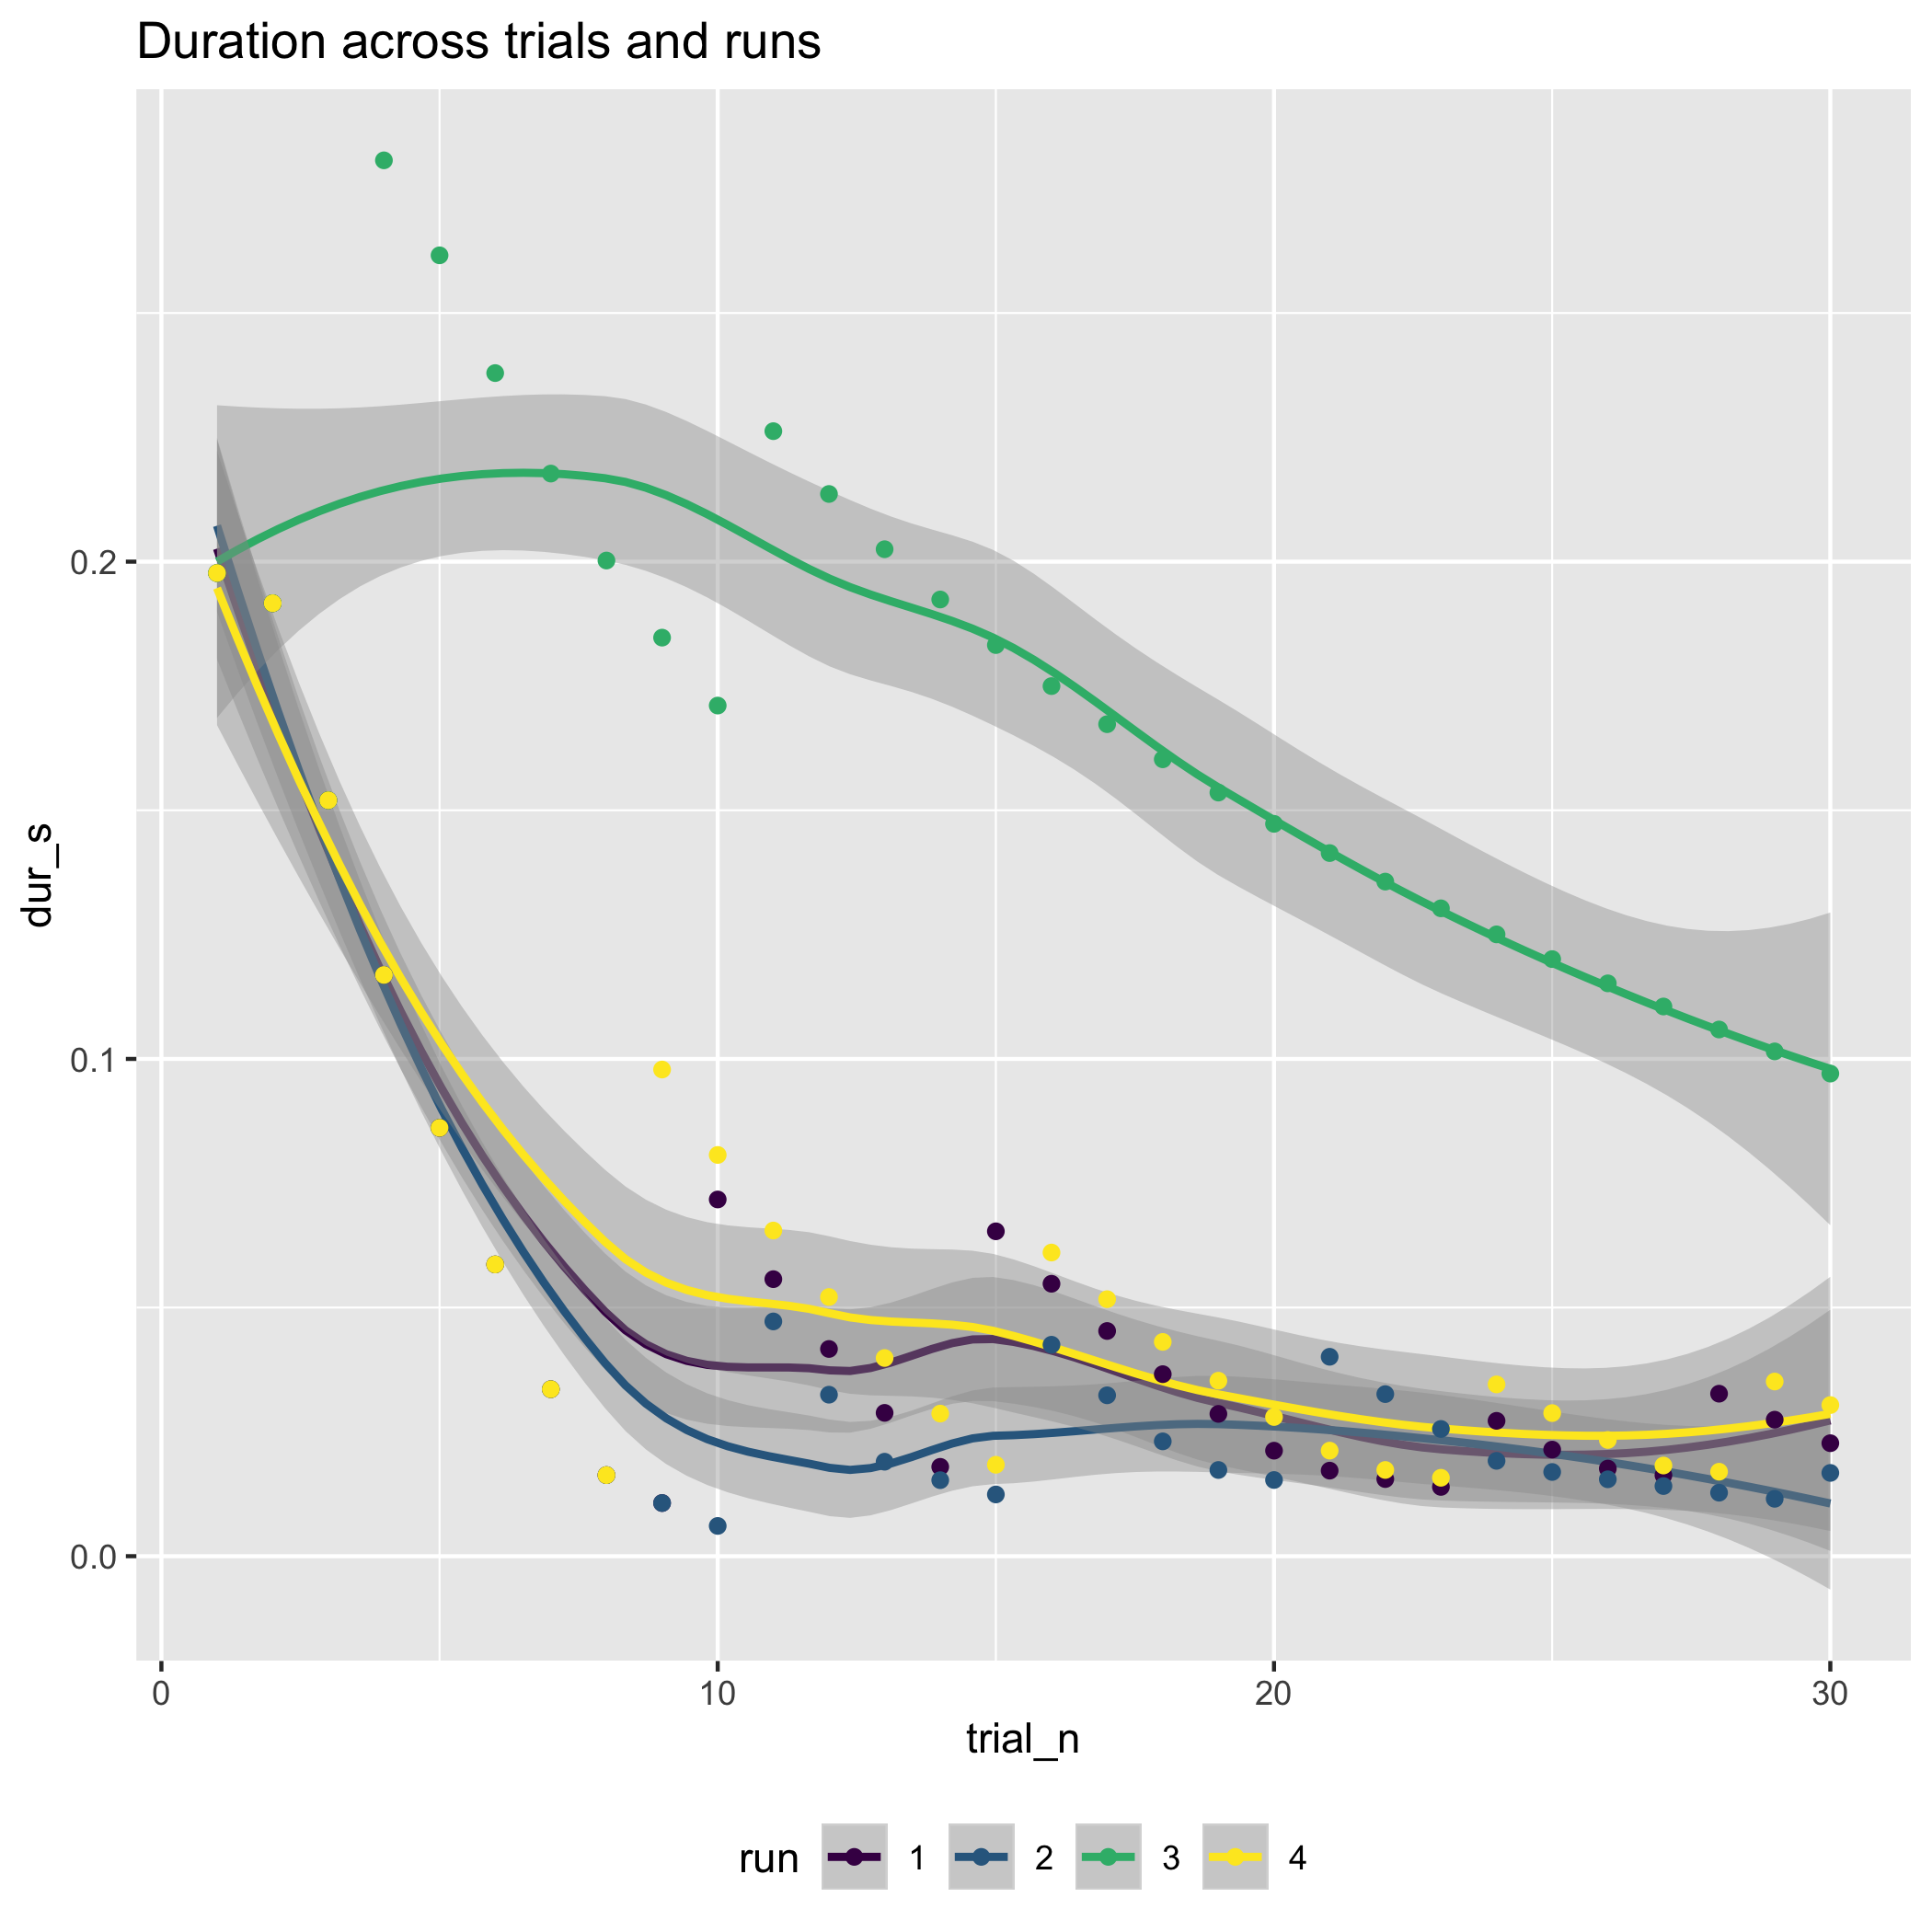 Duration across trials and runs
dur_s
0.2
0.1
0.0
0 10 20 30
trial_n
run 1 2 3 4